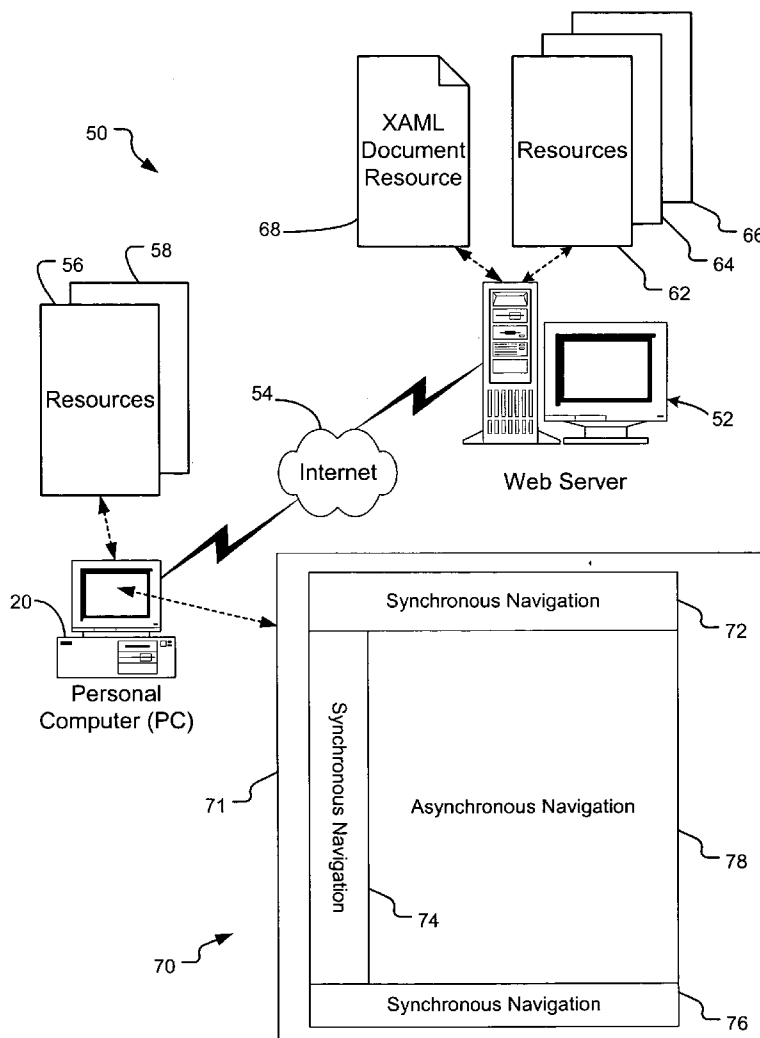 50
XAML
Document
Resource
Resources
68
66
64
62
56
58
Resources
54
Internet
52
Web Server
20
Personal
Computer (PC)
Synchronous Navigation
72
Synchronous Navigation
71
Asynchronous Navigation
78
74
70
Synchronous Navigation
76